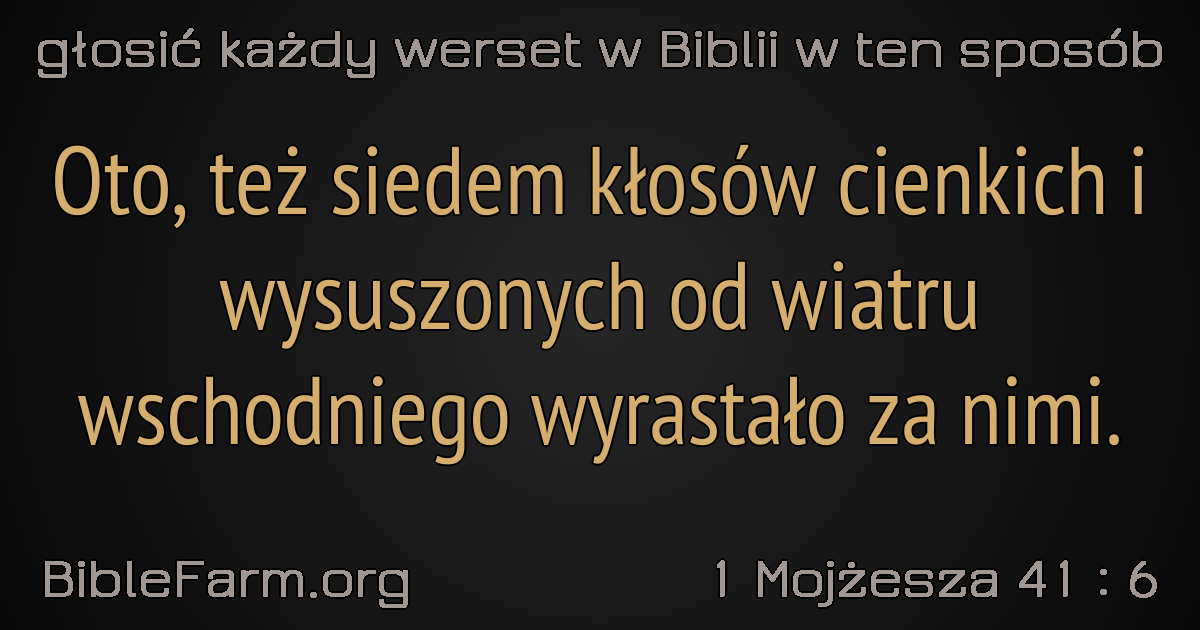 głosić każdy werset w Biblii w ten sposób
Oto, też siedem kłosów cienkich i
wysuszonych od wiatru
wschodniego wyrastało za nimi.
BibleFarm.org
1 Mojżesza 41 : 6